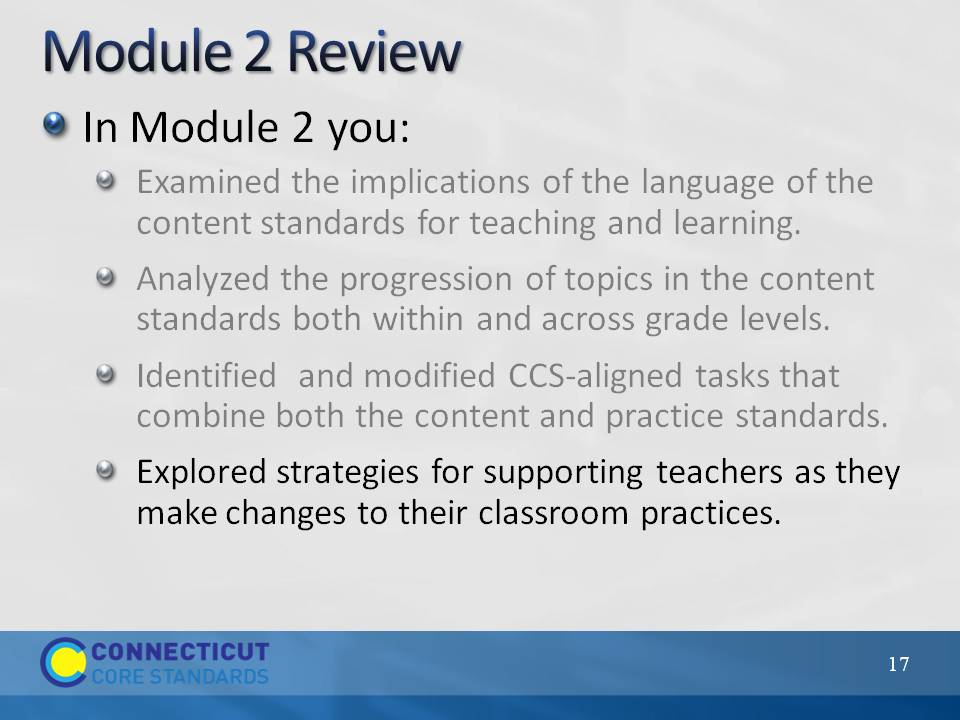 Module 2 Review
In Module 2 you:
Examined the implications of the language of the
content standards for teaching and learning.
Analyzed the progression of topics in the content
standards both within and across grade levels.
Identified  and modified CCS-aligned tasks that
combine both the content and practice standards.
Explored strategies for supporting teachers as they
make changes to their classroom practices.
CONNECTICUT
CORE STANDARDS
17